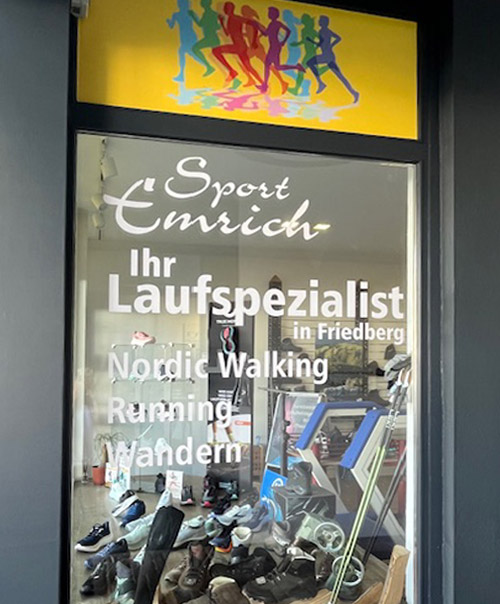 Sport
Emrich
Ihr
Laufspezialist
in Friedberg
Nordic Walking
Running
Wandern